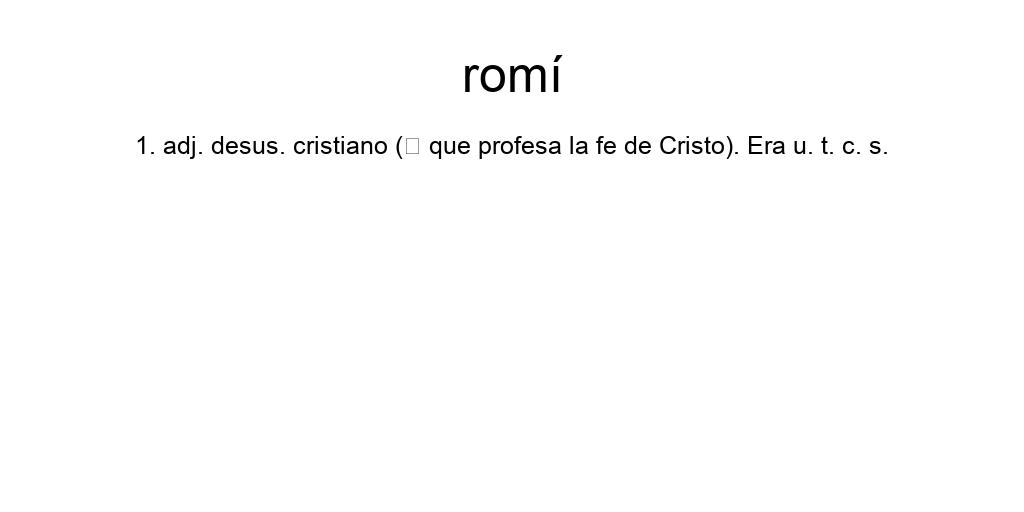 romí
1. adj. desus. cristiano (□ que profesa la fe de Cristo). Era u. t. c. s.